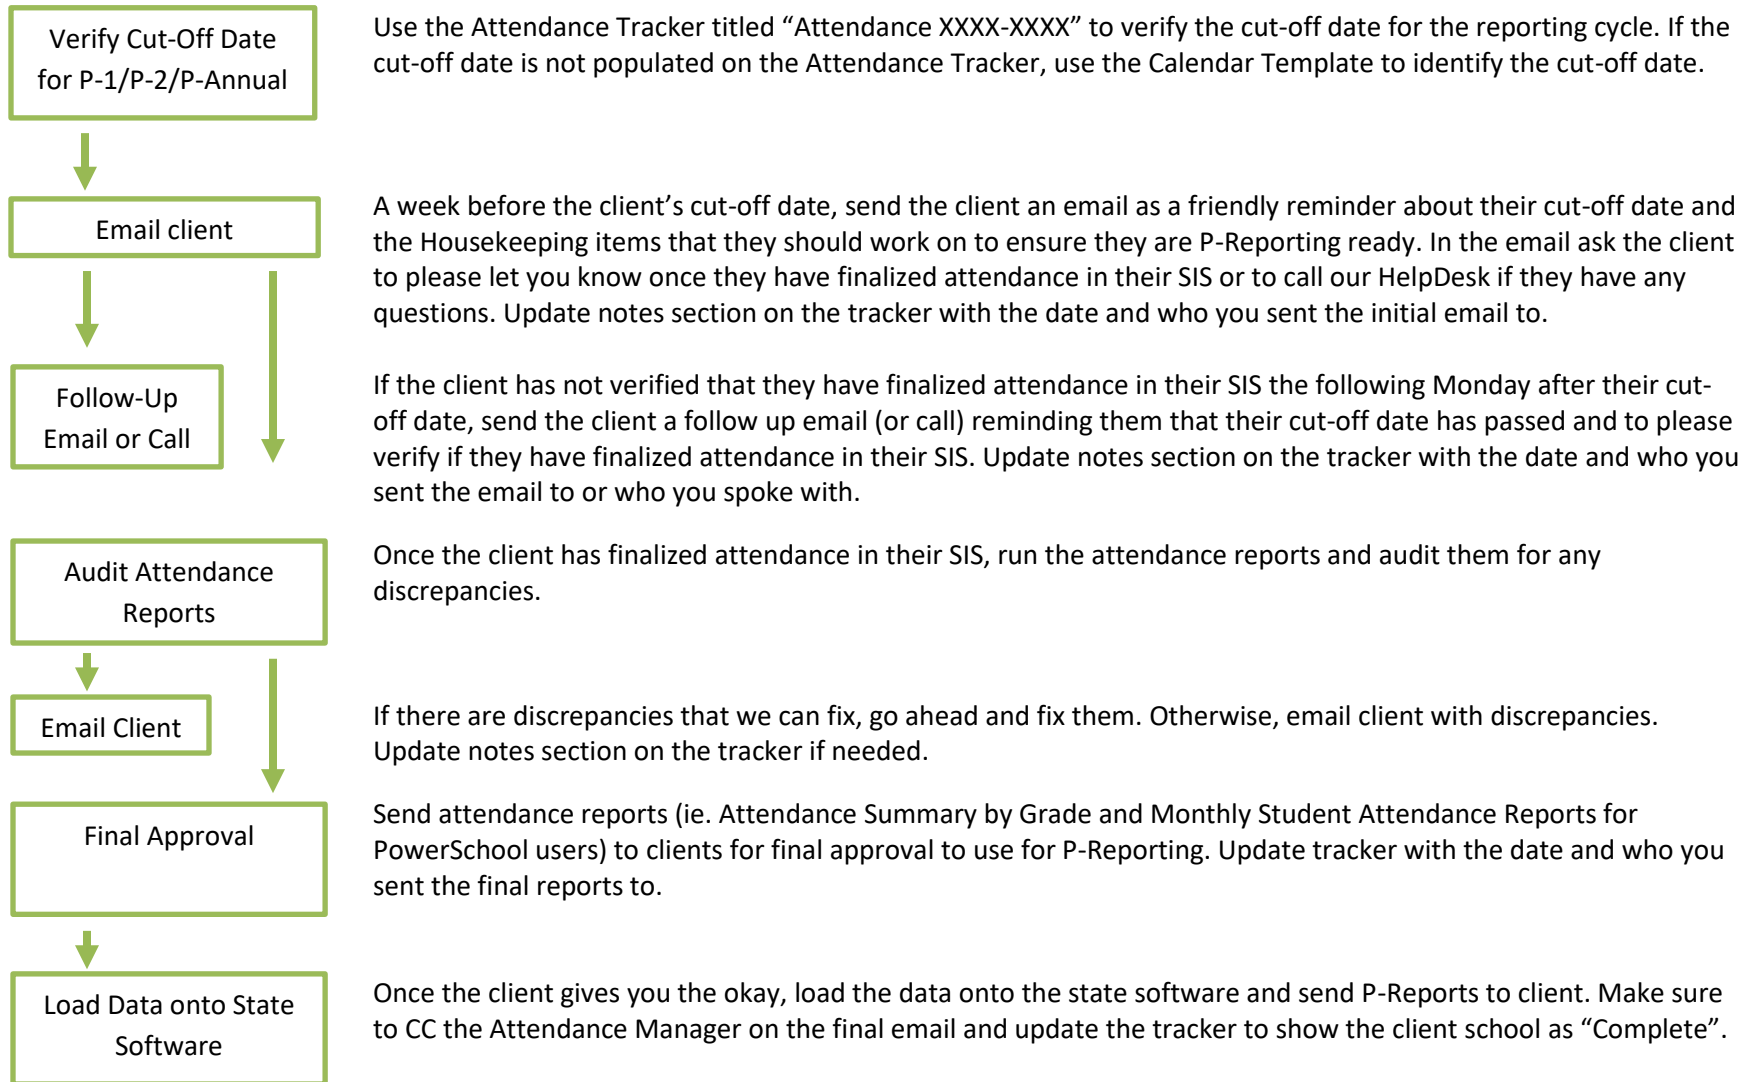 Verify Cut-Off Date
for P-1/P-2/P-Annual
Use the Attendance Tracker titled “Attendance XXXX-XXXX” to verify the cut-off date for the reporting cycle. If the
cut-off date is not populated on the Attendance Tracker, use the Calendar Template to identify the cut-off date.
Email client
A week before the client’s cut-off date, send the client an email as a friendly reminder about their cut-off date and
the Housekeeping items that they should work on to ensure they are P-Reporting ready. In the email ask the client
to please let you know once they have finalized attendance in their SIS or to call our HelpDesk if they have any
questions. Update notes section on the tracker with the date and who you sent the initial email to.
Follow-Up
Email or Call
If the client has not verified that they have finalized attendance in their SIS the following Monday after their cut-
off date, send the client a follow up email (or call) reminding them that their cut-off date has passed and to please
verify if they have finalized attendance in their SIS. Update notes section on the tracker with the date and who you
sent the email to or who you spoke with.
Audit Attendance
Reports
Once the client has finalized attendance in their SIS, run the attendance reports and audit them for any
discrepancies.
Email Client
If there are discrepancies that we can fix, go ahead and fix them. Otherwise, email client with discrepancies.
Update notes section on the tracker if needed.
Final Approval
Send attendance reports (ie. Attendance Summary by Grade and Monthly Student Attendance Reports for
PowerSchool users) to clients for final approval to use for P-Reporting. Update tracker with the date and who you
sent the final reports to.
Load Data onto State
Software
Once the client gives you the okay, load the data onto the state software and send P-Reports to client. Make sure
to CC the Attendance Manager on the final email and update the tracker to show the client school as “Complete”.